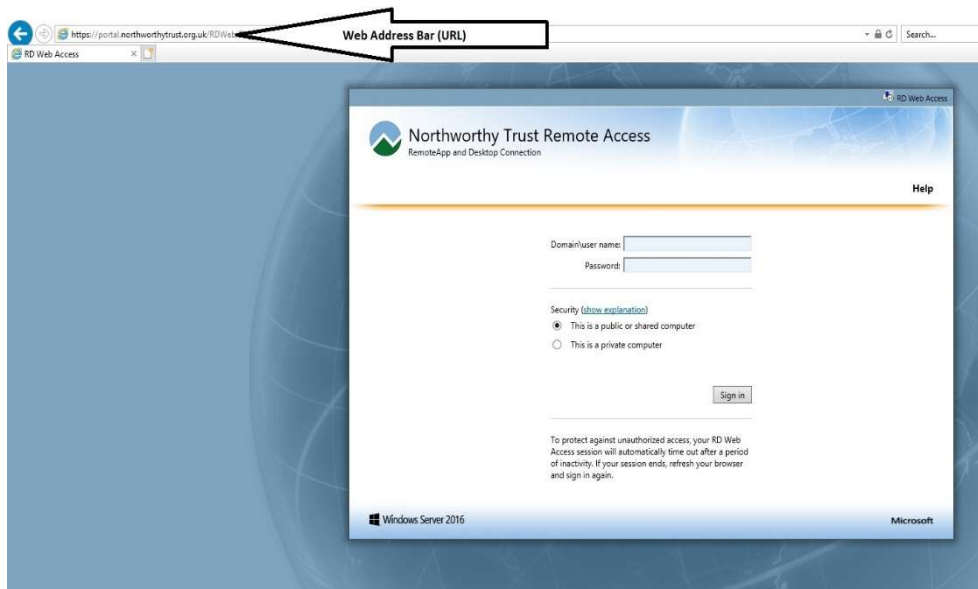 https://portal.northworthytrust.org.uk/RDWeb
Web Address Bar (URL)
Search...
RD Web Access
RD Web Access
Northworthy Trust Remote Access
RemoteApp and Desktop Connection
Help
Domain\user name:
Password:
Security (show explanation)
This is a public or shared computer
This is a private computer
Sign in
To protect against unauthorized access, your RD Web
Access session will automatically time out after a period
of inactivity. If your session ends, refresh your browser
and sign in again.
Windows Server 2016
Microsoft